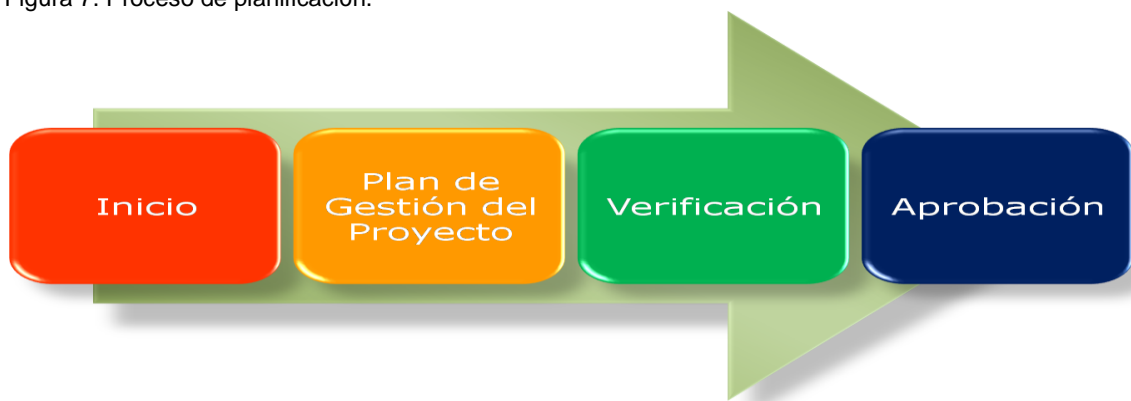 Figura 7. Proceso de planificación.
Inicio
Plan de
Gestión del
Proyecto
Verificación
Aprobación